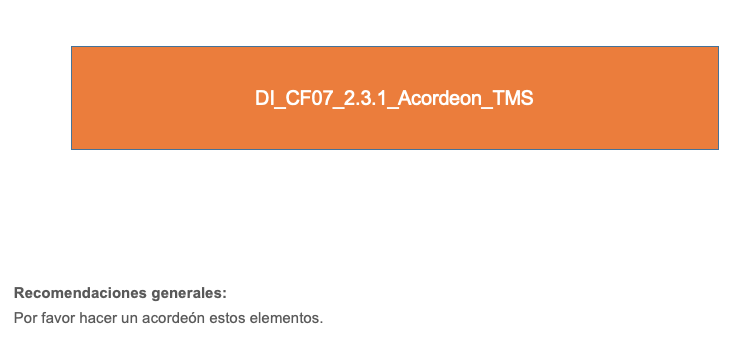 DI_CF07_2.3.1_Acordeon_TMS
Recomendaciones generales:
Por favor hacer un acordeón estos elementos.